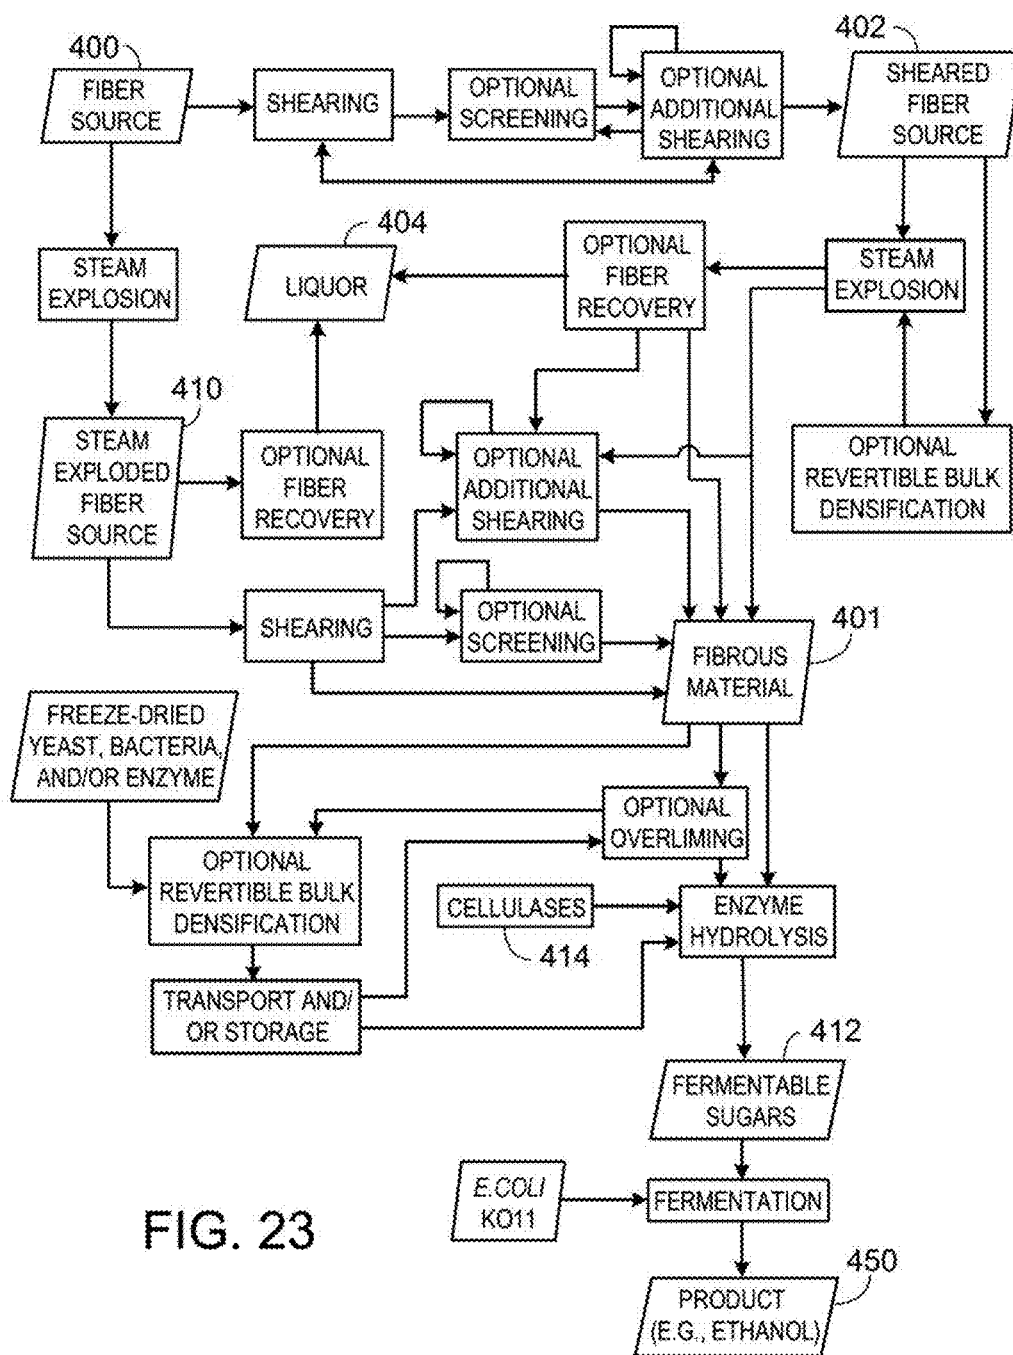 400
FIBER
SOURCE
SHEARING
OPTIONAL
SCREENING
OPTIONAL
ADDITIONAL
SHEARING
402
SHEARED
FIBER
SOURCE
STEAM
EXPLOSION
404
LIQUOR
OPTIONAL
FIBER
RECOVERY
STEAM
EXPLOSION
410
STEAM
EXPLODED
FIBER
SOURCE
OPTIONAL
FIBER
RECOVERY
OPTIONAL
ADDITIONAL
SHEARING
OPTIONAL
REVERTIBLE BULK
DENSIFICATION
SHEARING
OPTIONAL
SCREENING
401
FIBROUS
MATERIAL
FREEZE-DRIED
YEAST, BACTERIA,
AND/OR ENZYME
OPTIONAL
OVERLIMING
OPTIONAL
REVERTIBLE BULK
DENSIFICATION
CELLULASES
414
ENZYME
HYDROLYSIS
TRANSPORT AND/
OR STORAGE
412
FERMENTABLE
SUGARS
E.COLI
KO11
FERMENTATION
FIG. 23
450
PRODUCT
(E.G., ETHANOL)